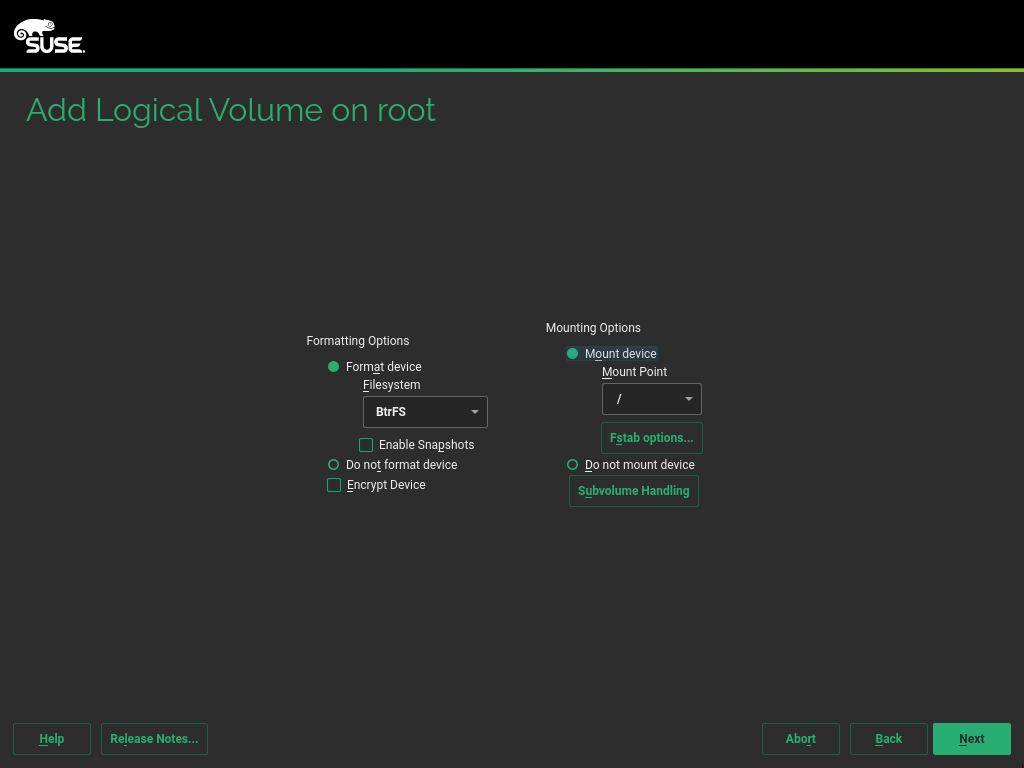 SUSE.
Add Logical Volume on root
Formatting Options
Format device
Filesystem
BtrFS
Enable Snapshots
Do not format device
Encrypt Device
Mounting Options
Mount device
Mount Point
/
Fstab options...
Do not mount device
Subvolume Handling
Help
Release Notes...
Abort
Back
Next